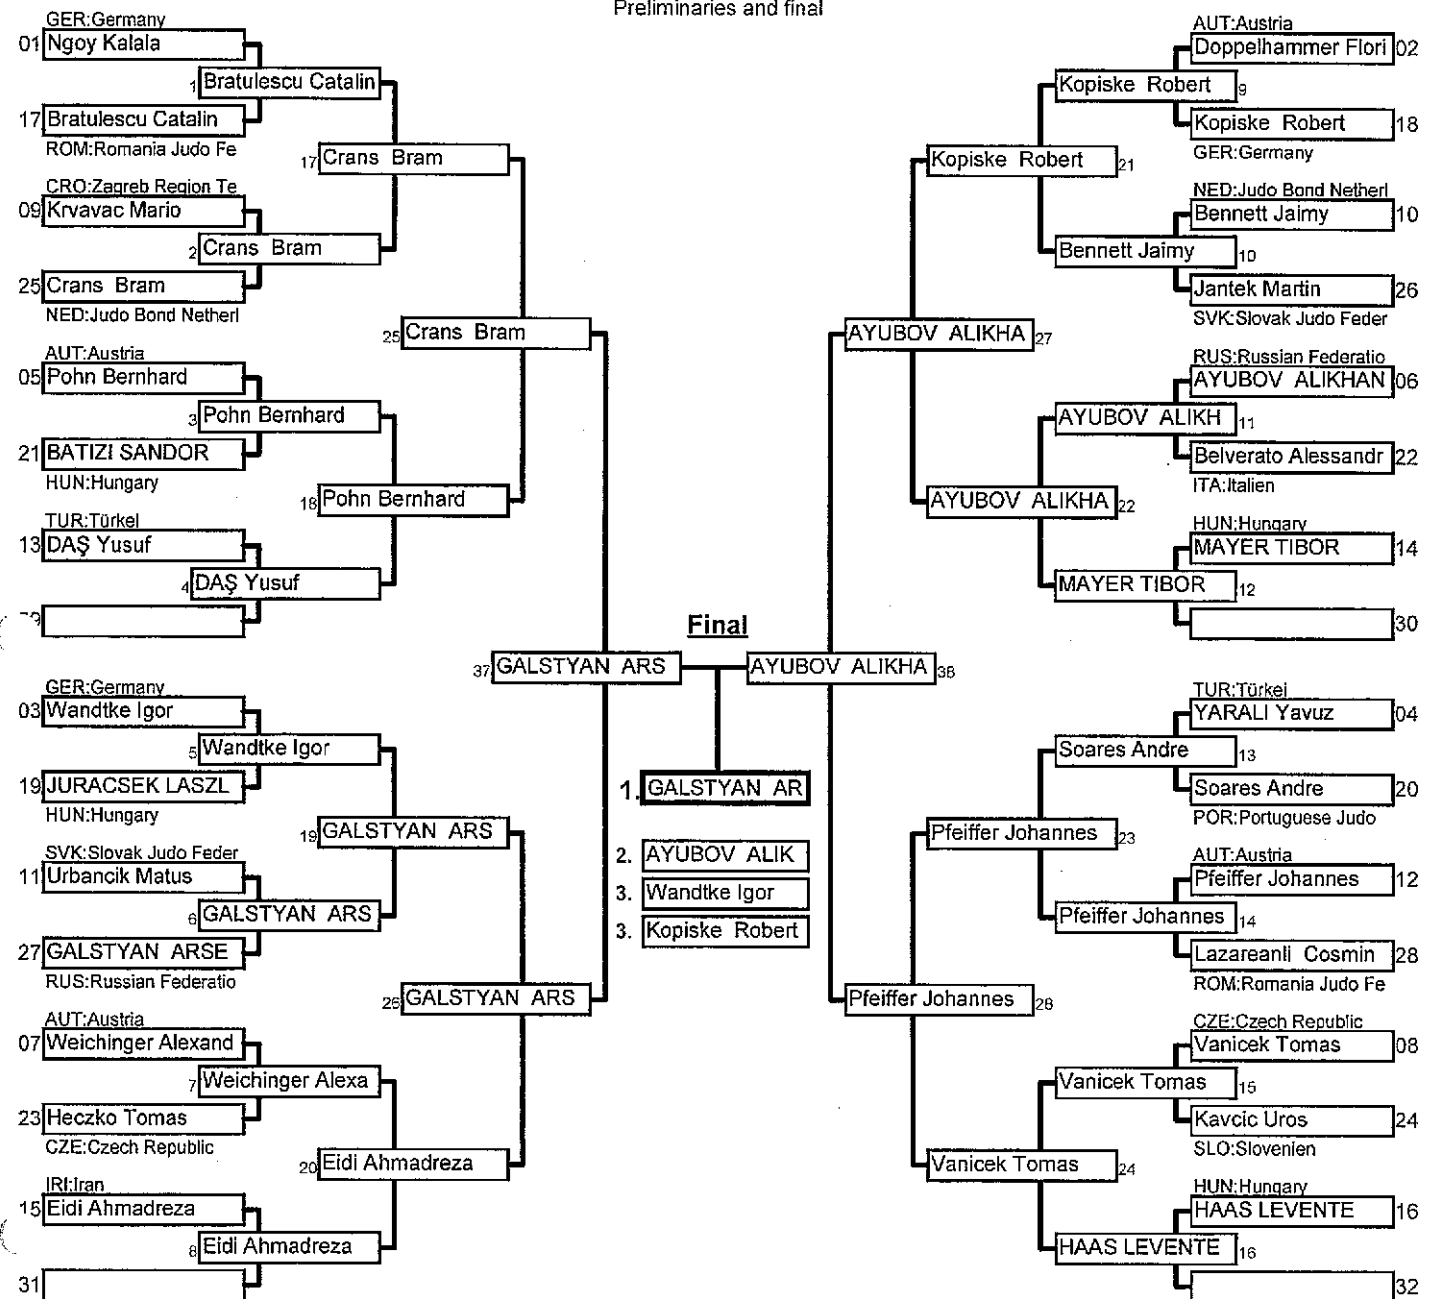 Preliminaries and final
GER:Germany
01 Ngoy Kalala
1 Bratulescu Catalin
17 Bratulescu Catalin
ROM:Romania Judo Fe
17 Crans Bram
CRO:Zagreb Region Te
09 Krvavac Mario
2 Crans Bram
25 Crans Bram
NED:Judo Bond Netherl
25 Crans Bram
AUT:Austria
05 Pohn Bernhard
3 Pohn Bernhard
21 BATIZI SANDOR
HUN:Hungary
18 Pohn Bernhard
TUR:Türkei
13 DAŞ Yusuf
4 DAŞ Yusuf
37 GALSTYAN ARS
GER:Germany
03 Wandtke Igor
5 Wandtke Igor
19 JURACSEK LASZL
HUN:Hungary
19 GALSTYAN ARS
SVK:Slovak Judo Feder
11 Urbancik Matus
6 GALSTYAN ARS
27 GALSTYAN ARSE
RUS:Russian Federatio
26 GALSTYAN ARS
AUT:Austria
07 Weichinger Alexand
7 Weichinger Alexa
23 Heczko Tomas
CZE:Czech Republic
20 Eidi Ahmadreza
IRI:Iran
15 Eidi Ahmadreza
8 Eidi Ahmadreza
31
Final
1. GALSTYAN AR
2. AYUBOV ALIK
3. Wandtke Igor
3. Kopiske Robert
AUT:Austria
Doppelhammer Flori 02
Kopiske Robert 9
Kopiske Robert 18
GER:Germany
Kopiske Robert 21
NED:Judo Bond Netherl
Bennett Jaimy 10
Bennett Jaimy 10
Jantek Martin 26
SVK:Slovak Judo Feder
AYUBOV ALIKHA 27
RUS:Russian Federatio
AYUBOV ALIKHAN 06
AYUBOV ALIKH 11
Belverato Alessandr 22
ITA:Italien
AYUBOV ALIKHA 22
HUN:Hungary
MAYER TIBOR 14
MAYER TIBOR 12
30
AYUBOV ALIKHA 38
TUR:Türkei
YARALI Yavuz 04
Soares Andre 13
Soares Andre 20
POR:Portuguese Judo
Pfeiffer Johannes 23
AUT:Austria
Pfeiffer Johannes 12
Pfeiffer Johannes 14
Lazareanli Cosmin 28
ROM:Romania Judo Fe
Pfeiffer Johannes 28
CZE:Czech Republic
Vanicek Tomas 08
Vanicek Tomas 15
Kavcic Uros 24
SLO:Slovenien
Vanicek Tomas 24
HUN:Hungary
HAAS LEVENTE 16
HAAS LEVENTE 16
32